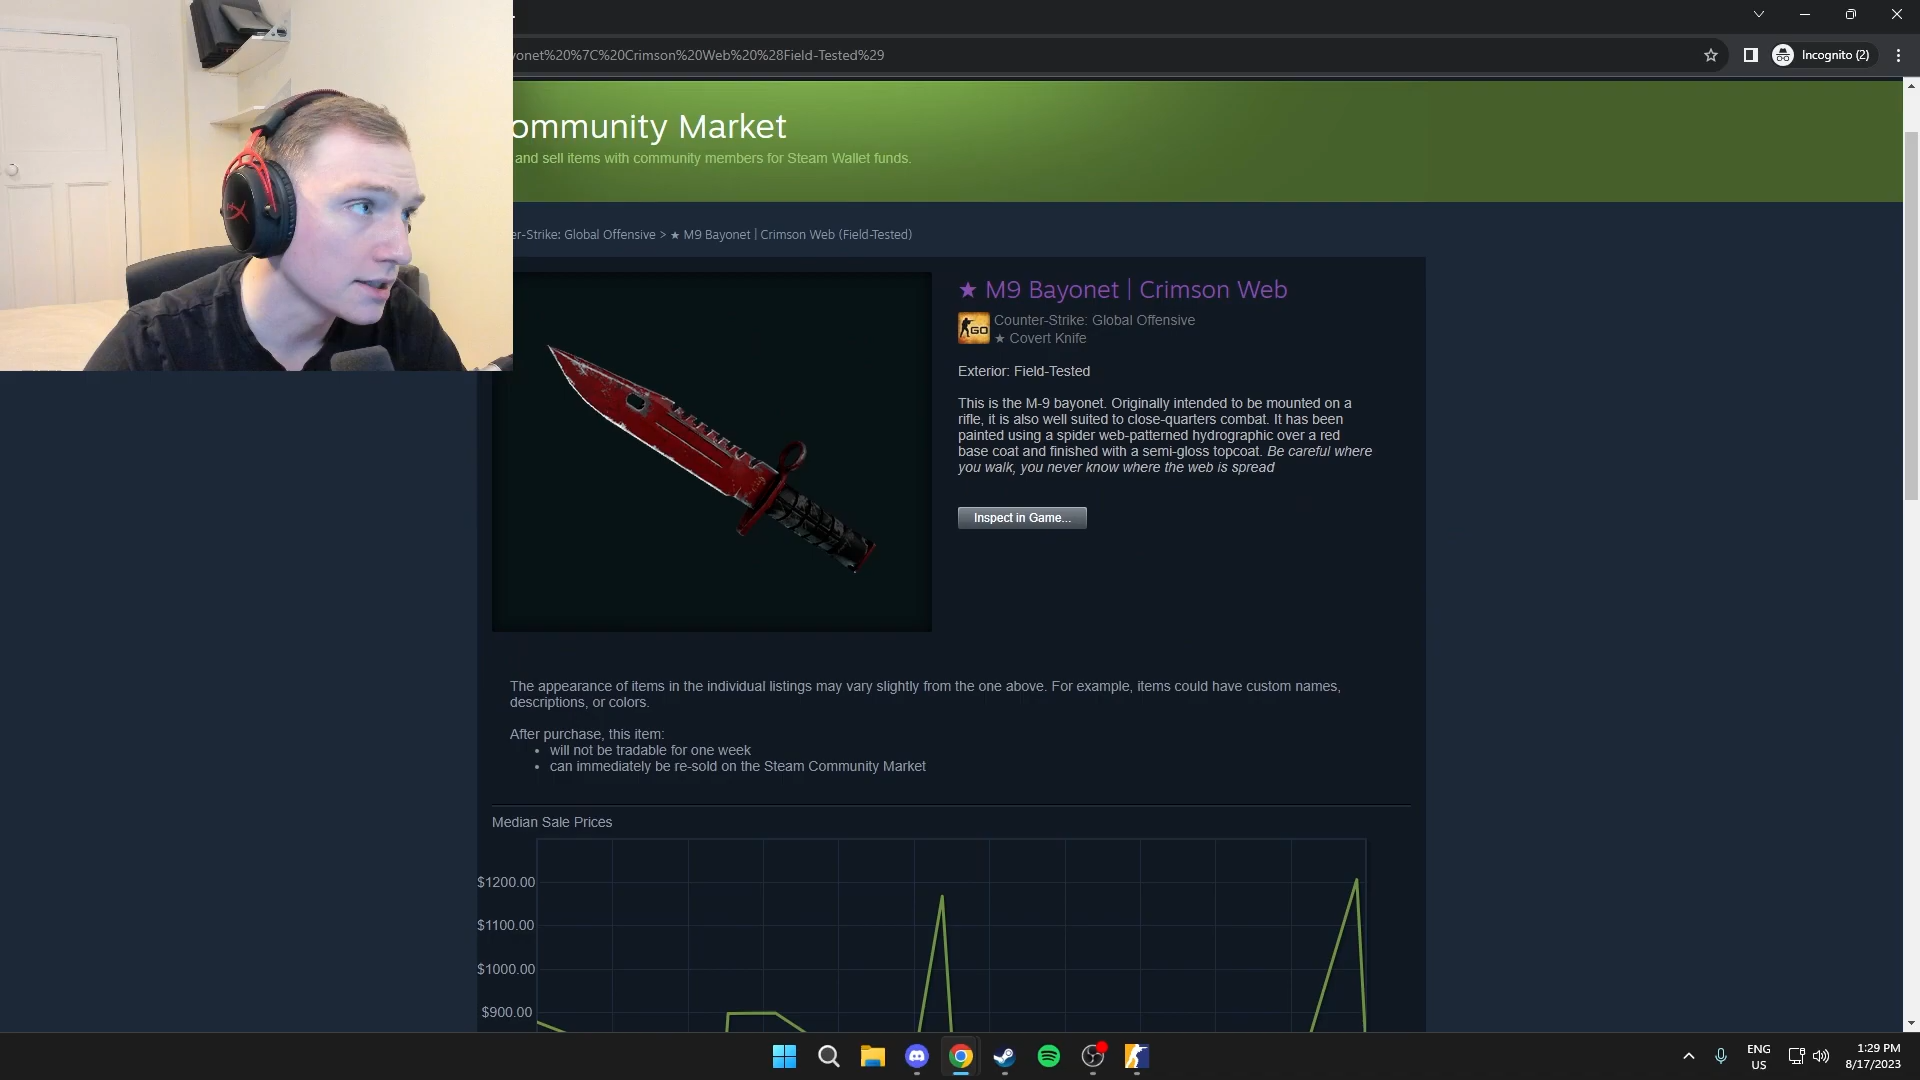 yonet%20%7C%20Crimson%20Web%20%28Field-Tested%29
Incognito (2)
ommunity Market
and sell items with community members for Steam Wallet funds.
er-Strike: Global Offensive > ★ M9 Bayonet | Crimson Web (Field-Tested)
★ M9 Bayonet | Crimson Web
GO
Counter-Strike: Global Offensive
★ Covert Knife
Exterior: Field-Tested
This is the M-9 bayonet. Originally intended to be mounted on a
rifle, it is also well suited to close-quarters combat. It has been
painted using a spider web-patterned hydrographic over a red
base coat and finished with a semi-gloss topcoat. Be careful where
you walk, you never know where the web is spread
Inspect in Game...
The appearance of items in the individual listings may vary slightly from the one above. For example, items could have custom names,
descriptions, or colors.
After purchase, this item:
• will not be tradable for one week
• can immediately be re-sold on the Steam Community Market
Median Sale Prices
$1200.00
$1100.00
$1000.00
$900.00
ENG
US
1:29 PM
8/17/2023